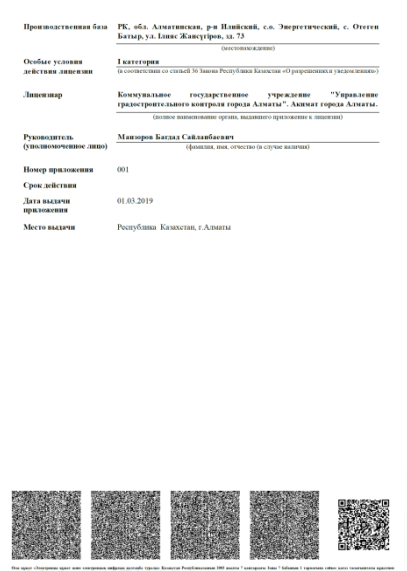 Производственная база РК, обл. Алматинская, р-н Илийский, с.о. Энергетический, с. Отеген
Батыр, ул. Ілияс Жансүгіров, зд. 73
(местонахождение)
Особые условия I категория
действия лицензии (в соответствии со статьей 36 Закона Республики Казахстан «О разрешениях и уведомлениях»)
Лицензиар Коммунальное государственное учреждение "Управление
градостроительного контроля города Алматы". Акимат города Алматы.
(полное наименование органа, выдавшего приложение к лицензии)
Руководитель Манзоров Багдад Сайланбаевич
(уполномоченное лицо) (фамилия, имя, отчество (в случае наличия)
Номер приложения 001
Срок действия
Дата выдачи 01.03.2019
приложения
Место выдачи Республика Казахстан, г.Алматы